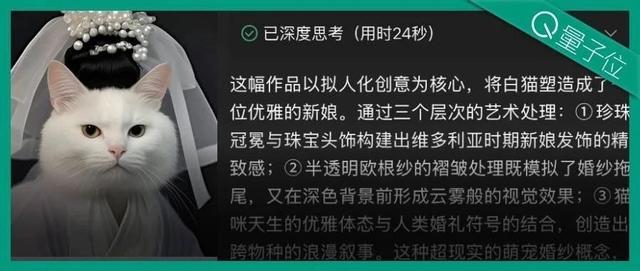 量子位
已深度思考（用时24秒）
这幅作品以拟人化创意为核心，将白猫塑造成了一
位优雅的新娘。通过三个层次的艺术处理：①珍珠
冠冕与珠宝头饰构建出维多利亚时期新娘发饰的精
致感；②半透明欧根纱的褶皱处理既模拟了婚纱拖
尾，又在深色背景前形成云雾般的视觉效果；③猫
咪天生的优雅体态与人类婚礼符号的结合，创造出
跨物种的浪漫叙事。这种超现实的萌宠婚纱概念，